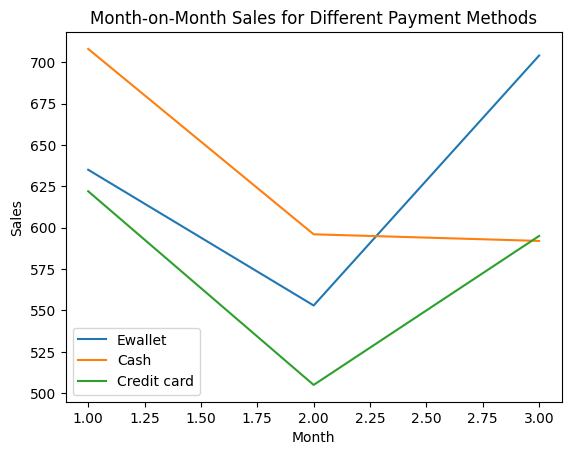 Month-on-Month Sales for Different Payment Methods
700
675
650
625
600
575
550
525
500
Sales
Ewallet
Cash
Credit card
1.00 1.25 1.50 1.75 2.00 2.25 2.50 2.75 3.00
Month